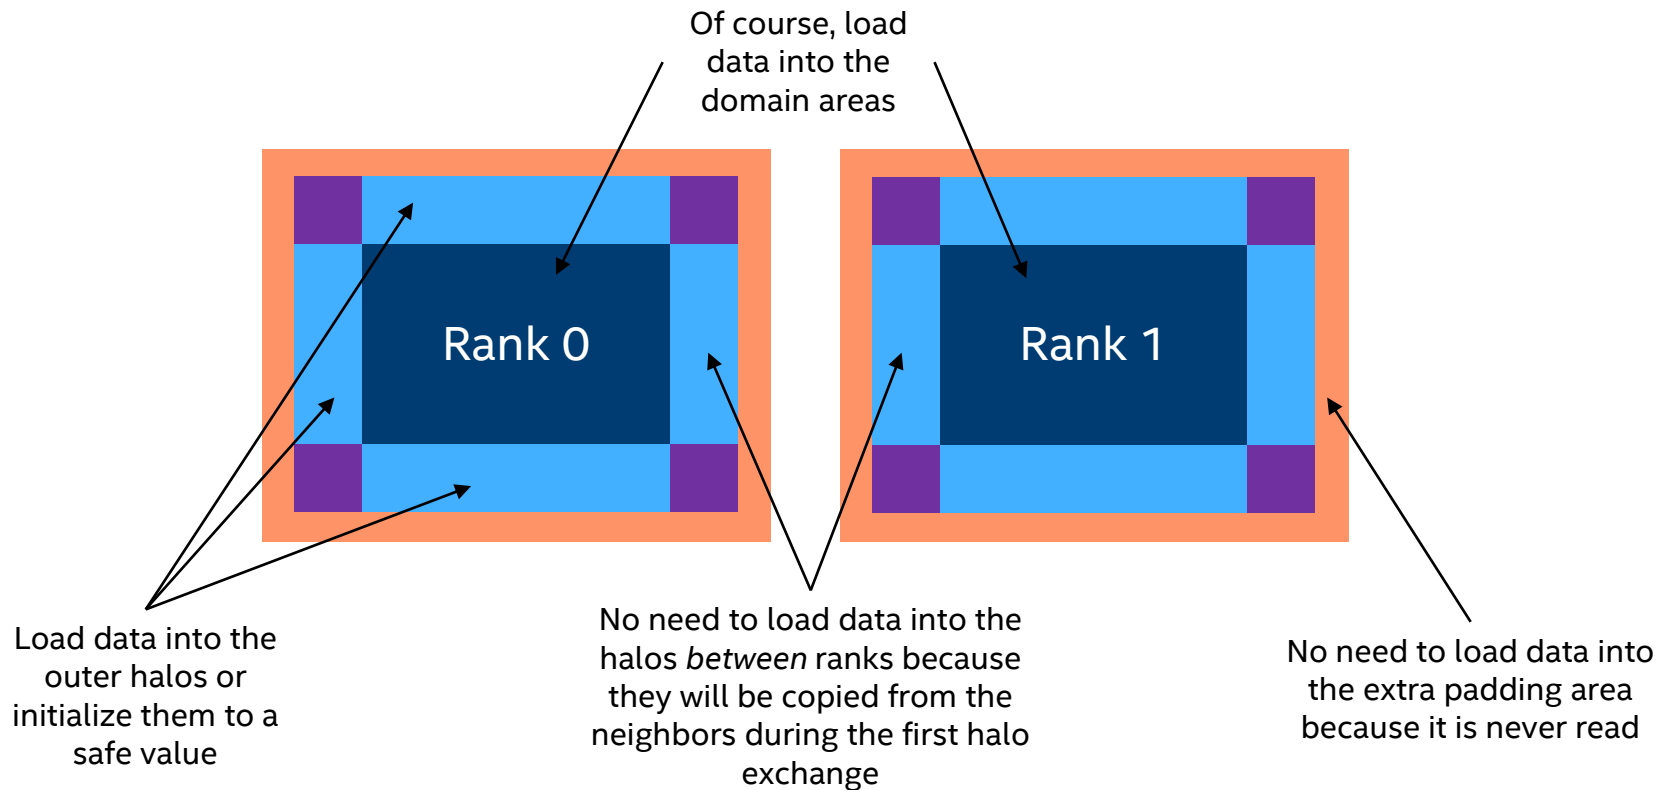 Of course, load
data into the
domain areas
Rank 0
Rank 1
Load data into the
outer halos or
initialize them to a
safe value
No need to load data into the
halos between ranks because
they will be copied from the
neighbors during the first halo
exchange
No need to load data into
the extra padding area
because it is never read